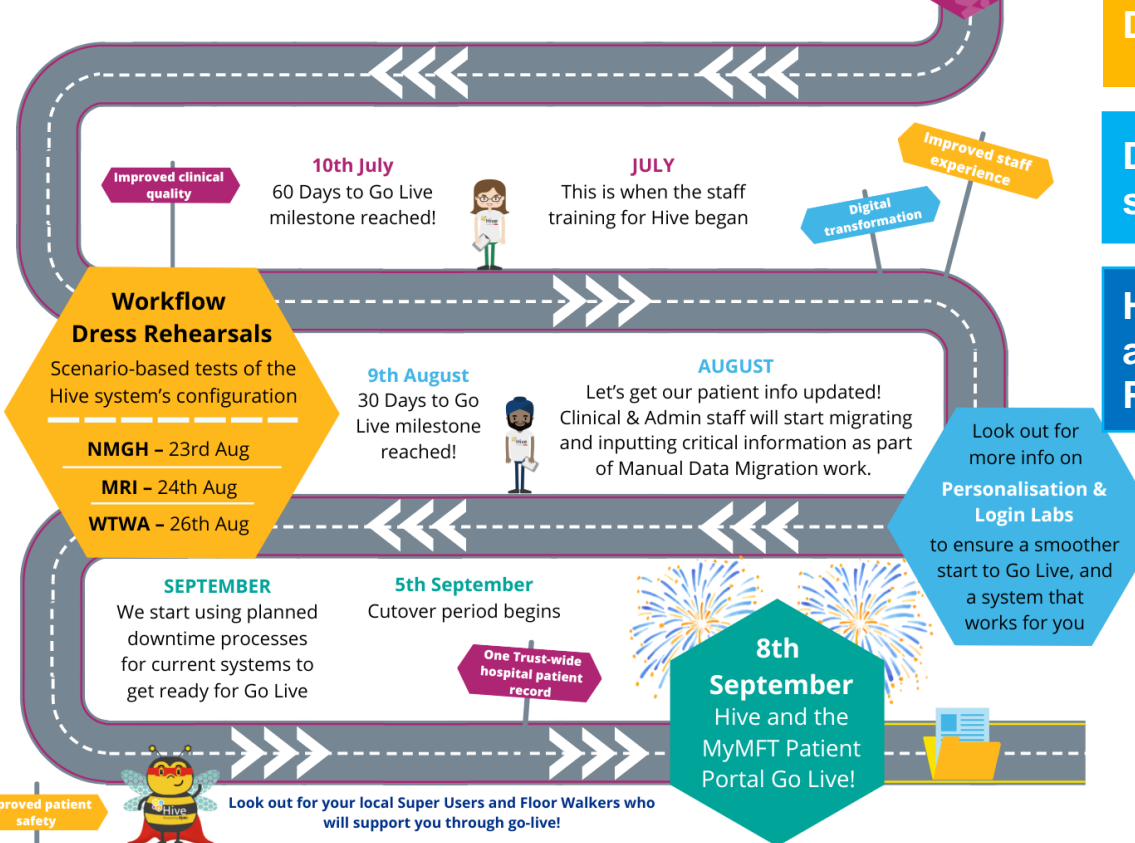 10th July
60 Days to Go Live
milestone reached!
JULY
This is when the staff
training for Hive began
Improved clinical
quality
Digital
transformation
Improved staff
experience
Workflow
Dress Rehearsals
Scenario-based tests of the
Hive system's configuration
NMGH – 23rd Aug
MRI – 24th Aug
WTWA – 26th Aug
9th August
30 Days to Go
Live milestone
reached!
AUGUST
Let's get our patient info updated!
Clinical & Admin staff will start migrating
and inputting critical information as part
of Manual Data Migration work.
Look out for
more info on
Personalisation &
Login Labs
to ensure a smoother
start to Go Live, and
a system that
works for you
SEPTEMBER
We start using planned
downtime processes
for current systems to
get ready for Go Live
5th September
Cutover period begins
One Trust-wide
hospital patient
record
8th
September
Hive and the
MyMFT Patient
Portal Go Live!
patient
safety
Hive
Look out for your local Super Users and Floor Walkers who
will support you through go-live!